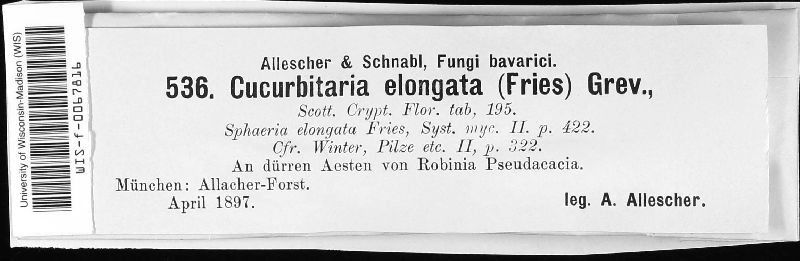 University of Wisconsin-Madison (WIS)
WIS-f-0067816
Allescher & Schnabl, Fungi bavarici.
536. Cucurbitaria elongata (Fries) Grev.,
Scott. Crypt. Flor. tab, 195.
Sphaeria elongata Fries, Syst. myc. II. p. 422.
Cfr. Winter, Pilze etc. II, p. 322.
An dürren Aesten von Robinia Pseudacacia.
München: Allacher-Forst.
April 1897.
leg. A. Allescher.